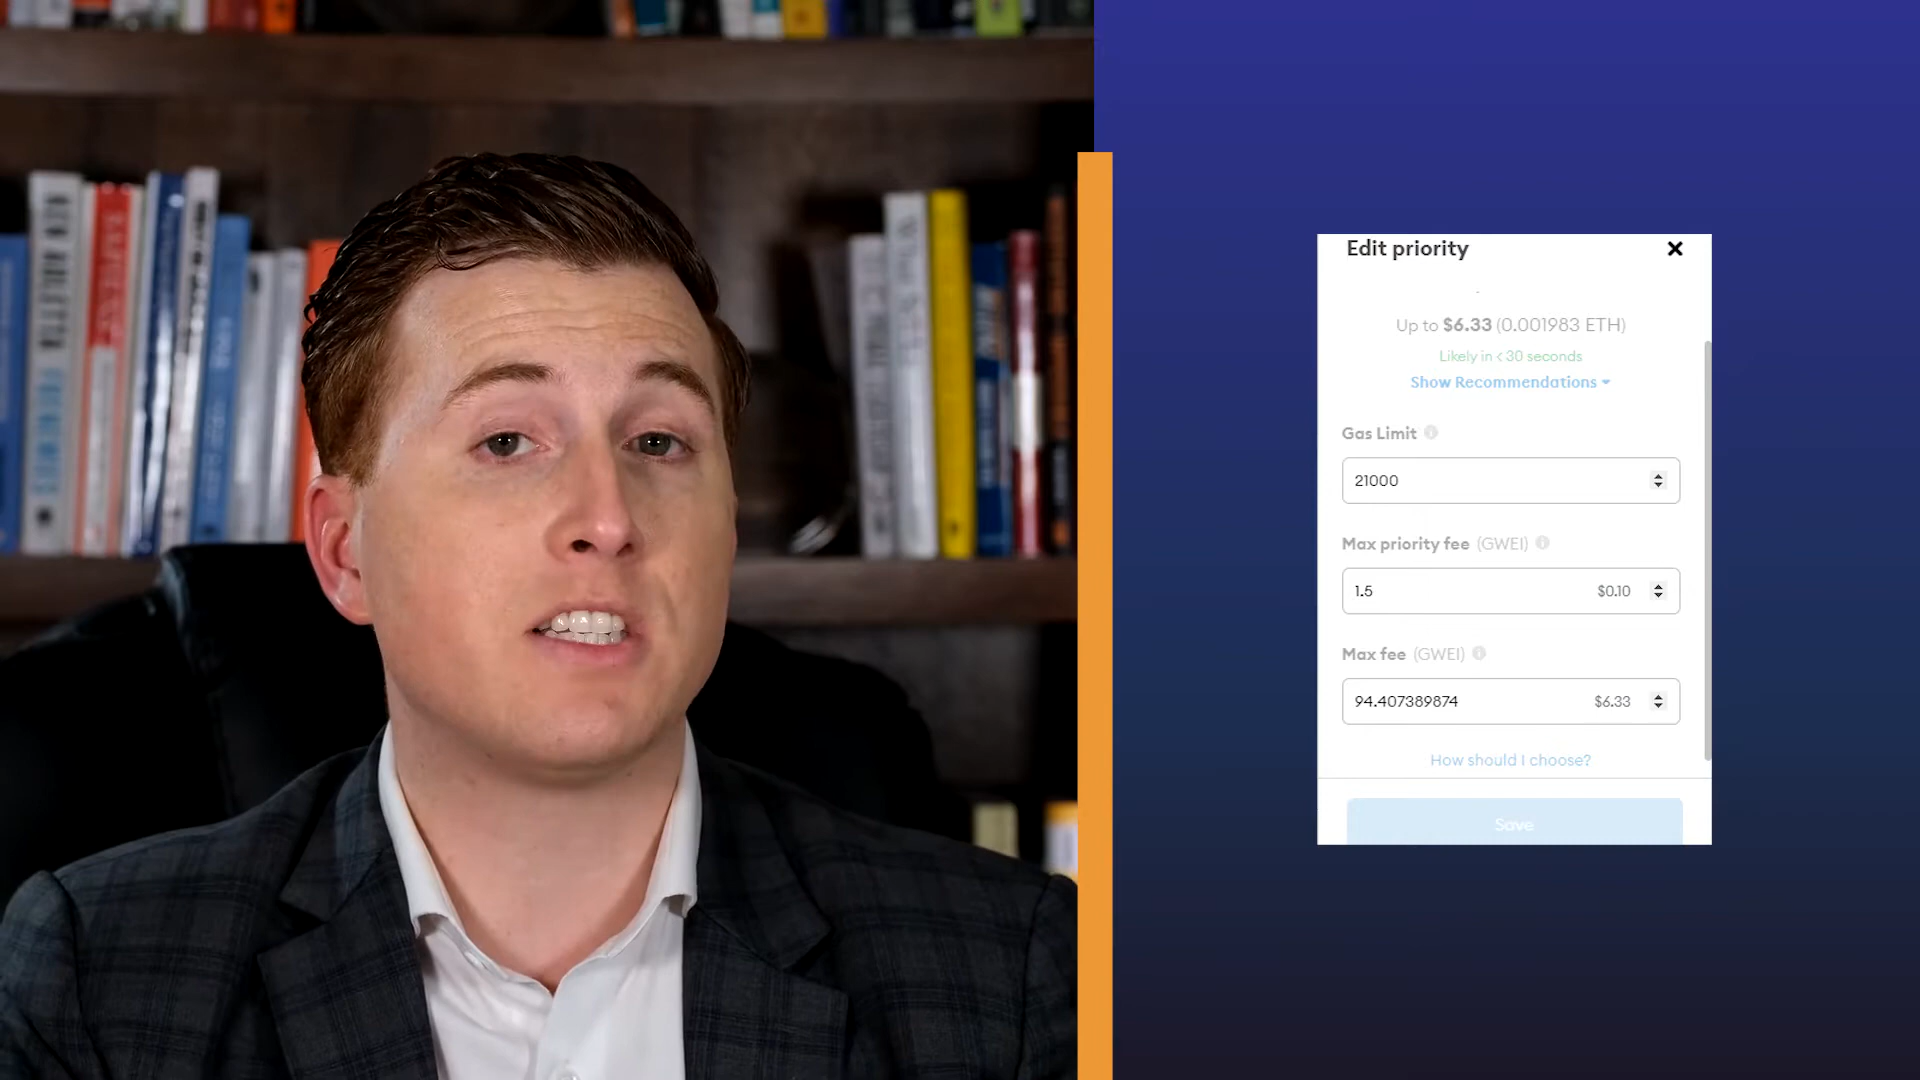 Edit priority
Up to $6.33 (0.001983 ETH)
Likely in < 30 seconds
Show Recommendations
Gas Limit
21000
Max priority fee (GWEI)
1.5 $0.10
Max fee (GWEI)
94.407389874 $6.33
How should I choose?
Save